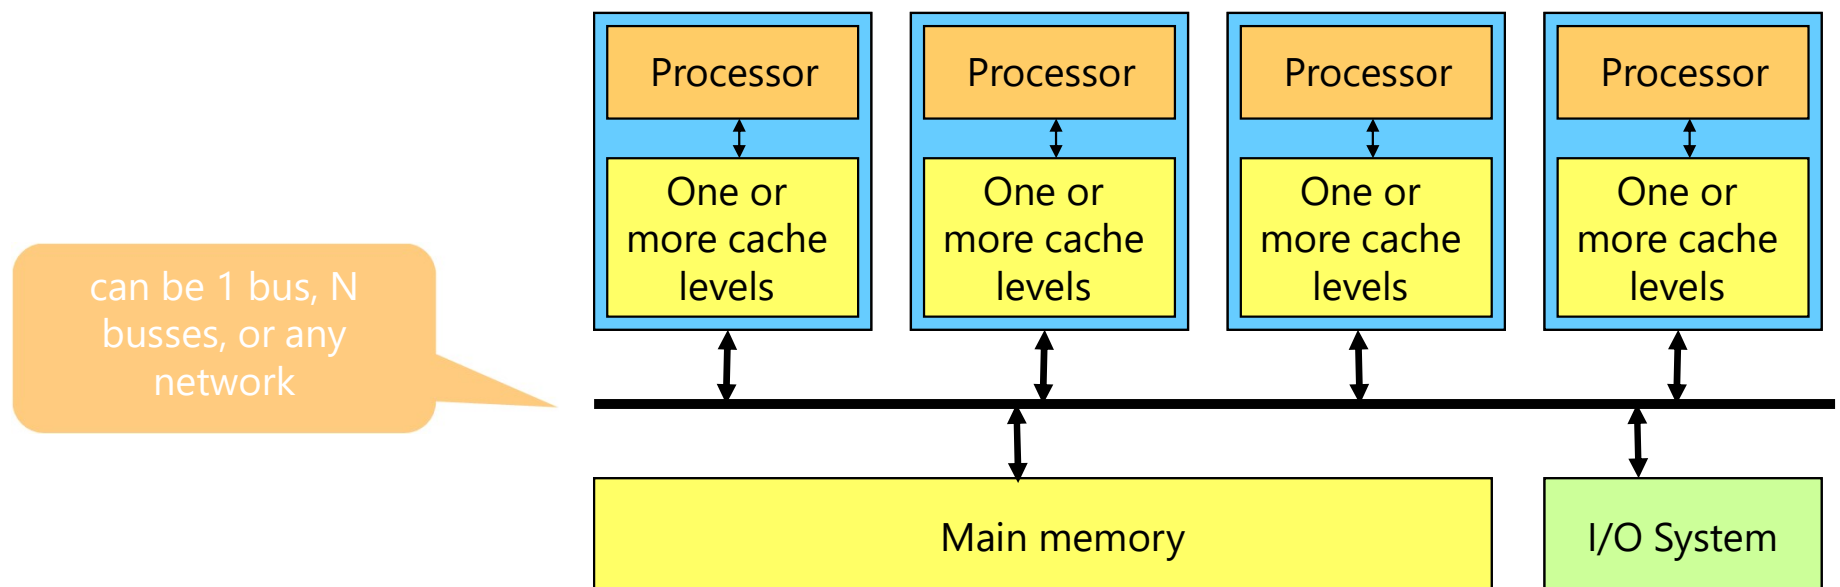 Processor
Processor
Processor
Processor
One or
more cache
levels
One or
more cache
levels
One or
more cache
levels
One or
more cache
levels
can be 1 bus, N
busses, or any
network
Main memory
I/O System